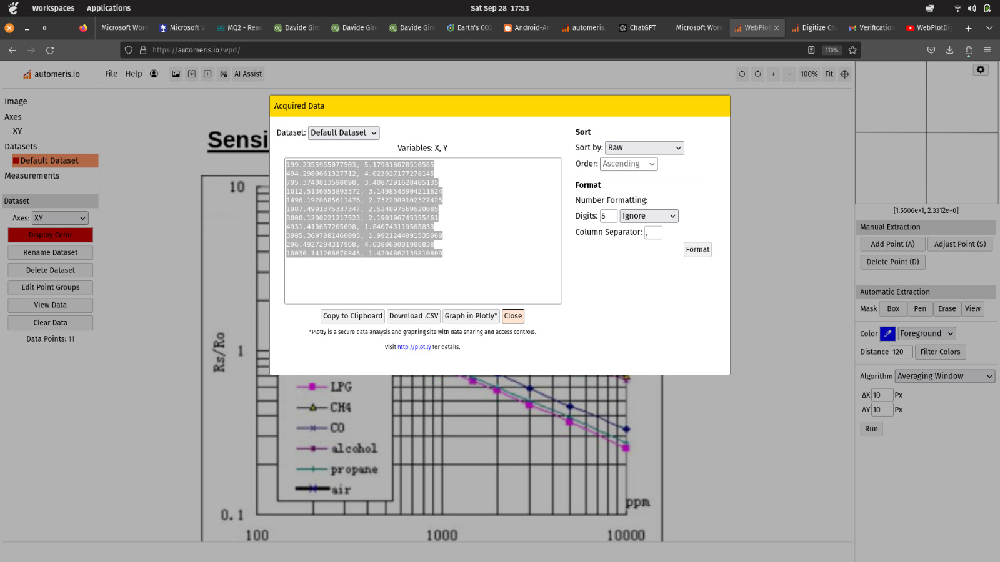 Workspaces Applications Sat Sep 28 17:53
Microsoft Wor Microsoft W MQ2 - Read Davide Giro Davide Giro Davide Giro Earth's CO2 Android-Ar automeris. ChatGPT Microsoft Word WebPlotD Digitize Cha Verification WebPlotDig
https://automeris.io/wpd/ 110%
automeris.io File Help AI Assist + - 100% Fit
Image
Axes
XY
Datasets
Default Dataset
Measurements
Dataset
Axes: XY
Display Color
Rename Dataset
Delete Dataset
Edit Point Groups
View Data
Clear Data
Data Points: 11
Sensi
Acquired Data
Dataset: Default Dataset
Variables: X, Y
199.2355955077503, 5.179818678510565
494.2980661327712, 4.023927177278145
795.3740813598098, 3.4087291628485135
1012.5136053893372, 3.1498543904211624
1496.1928685611476, 2.7322089102327425
1987.4991375337347, 2.524897569620085
3000.1200221217523, 2.190196745355461
4931.413657205698, 1.840743119565833
3985.3697881460093, 1.9921244091535069
296.4927294317968, 4.638060001906838
10030.141206670845, 1.4294862139810809
Copy to Clipboard Download .CSV Graph in Plotly* Close
*Plotly is a secure data analysis and graphing site with data sharing and access controls.
Visit http://plot.ly for details.
Sort
Sort by: Raw
Order: Ascending
Format
Number Formatting:
Digits: 5 Ignore
Column Separator: ,
Format
10
1
0.1
Rs/Ro
LPG
CH4
CO
alcohol
propane
air
ppm
100 1000 10000
[1.5506e+1, 2.3312e+0]
Manual Extraction
Add Point (A) Adjust Point (S)
Delete Point (D)
Automatic Extraction
Mask Box Pen Erase View
Color Foreground
Distance 120 Filter Colors
Algorithm Averaging Window
ΔX 10 Px
ΔY 10 Px
Run